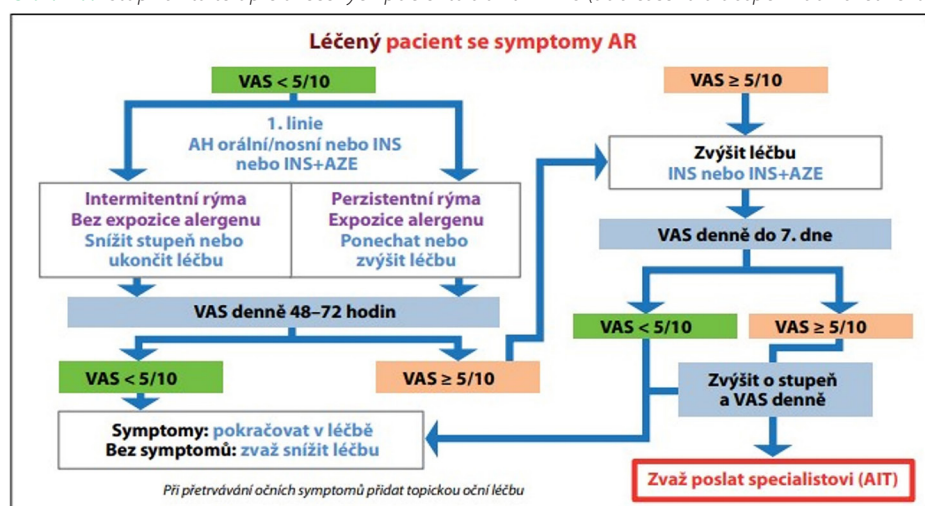 Léčený pacient se symptomy AR
VAS < 5/10
1. linie
AH orální/nosní nebo INS
nebo INS+AZE
Intermitentní rýma
Bez expozice alergenu
Snížit stupeň nebo
ukončit léčbu
Perzistentní rýma
Expozice alergenu
Ponechat nebo
zvýšit léčbu
VAS denně 48–72 hodin
VAS < 5/10
VAS ≥ 5/10
Symptomy: pokračovat v léčbě
Bez symptomů: zvaž snížit léčbu
Při přetrvávání očních symptomů přidat topickou oční léčbu
VAS ≥ 5/10
Zvýšit léčbu
INS nebo INS+AZE
VAS denně do 7. dne
VAS < 5/10
VAS ≥ 5/10
Zvýšit o stupeň
a VAS denně
Zvaž poslat specialistovi (AIT)